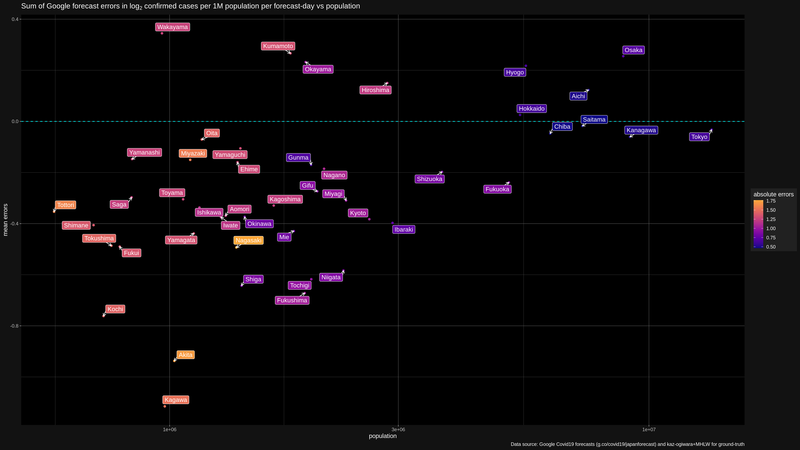 Sum of Google forecast errors in log₂ confirmed cases per 1M population per forecast-day vs population
0.4
Wakayama
Kumamoto
Osaka
Okayama
Hyogo
Hiroshima
Aichi
Hokkaido
0.0
Saitama
Chiba
Kanagawa
Tokyo
Oita
Yamanashi
Miyazaki
Yamaguchi
Gunma
Ehime
Nagano
Shizuoka
Gifu
Fukuoka
Toyama
Miyagi
Kagoshima
Tottori
Saga
Aomori
Ishikawa
Kyoto
-0.4
Shimane
Iwate
Okinawa
Ibaraki
Tokushima
Yamagata
Nagasaki
Mie
Fukui
Shiga
Niigata
Tochigi
Fukushima
Kochi
-0.8
Akita
Kagawa
mean errors
1e+06
3e+06
1e+07
population
absolute errors
1.75
1.50
1.25
1.00
0.75
0.50
Data source: Google Covid19 forecasts (g.co/covid19/japanforecast) and kaz-ogiwara+MHLW for ground-truth